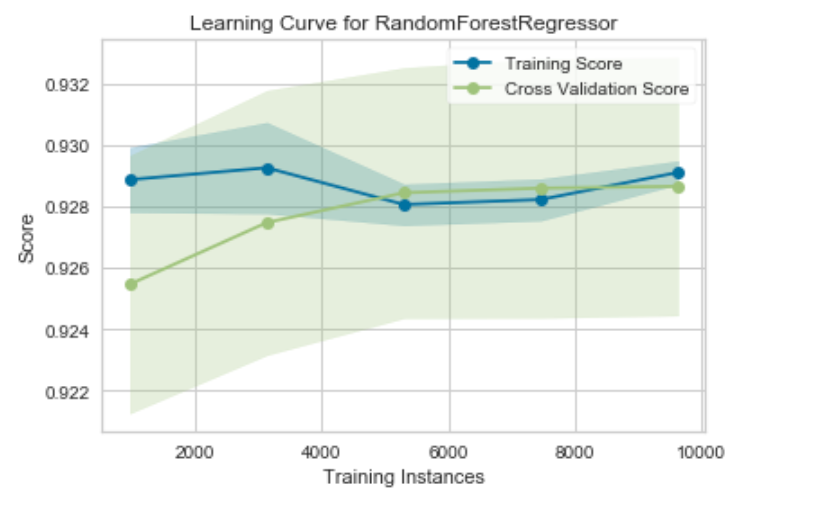 Learning Curve for RandomForestRegressor
Training Score
Cross Validation Score
0.932
0.930
0.928
0.926
0.924
0.922
Score
2000 4000 6000 8000 10000
Training Instances